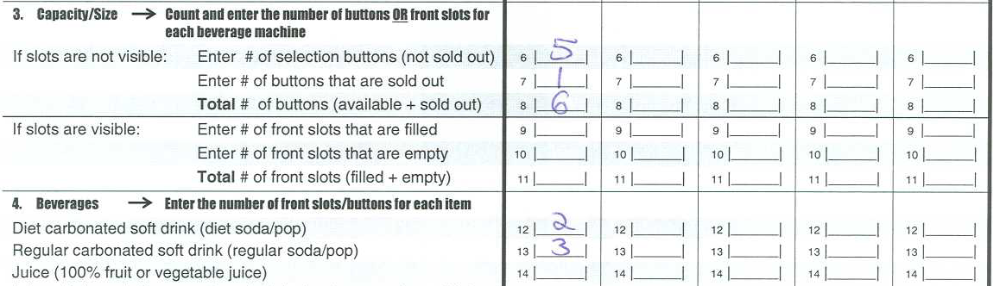 3. Capacity/Size → Count and enter the number of buttons OR front slots for
each beverage machine
If slots are not visible: Enter # of selection buttons (not sold out) 6 5 6 6 6 6
Enter # of buttons that are sold out 7 1 7 7 7 7
Total # of buttons (available + sold out) 8 6 8 8 8 8
If slots are visible: Enter # of front slots that are filled 9 9 9 9 9
Enter # of front slots that are empty 10 10 10 10 10
Total # of front slots (filled + empty) 11 11 11 11 11
4. Beverages → Enter the number of front slots/buttons for each item
Diet carbonated soft drink (diet soda/pop) 12 2 12 12 12 12
Regular carbonated soft drink (regular soda/pop) 13 3 13 13 13 13
Juice (100% fruit or vegetable juice) 14 14 14 14 14